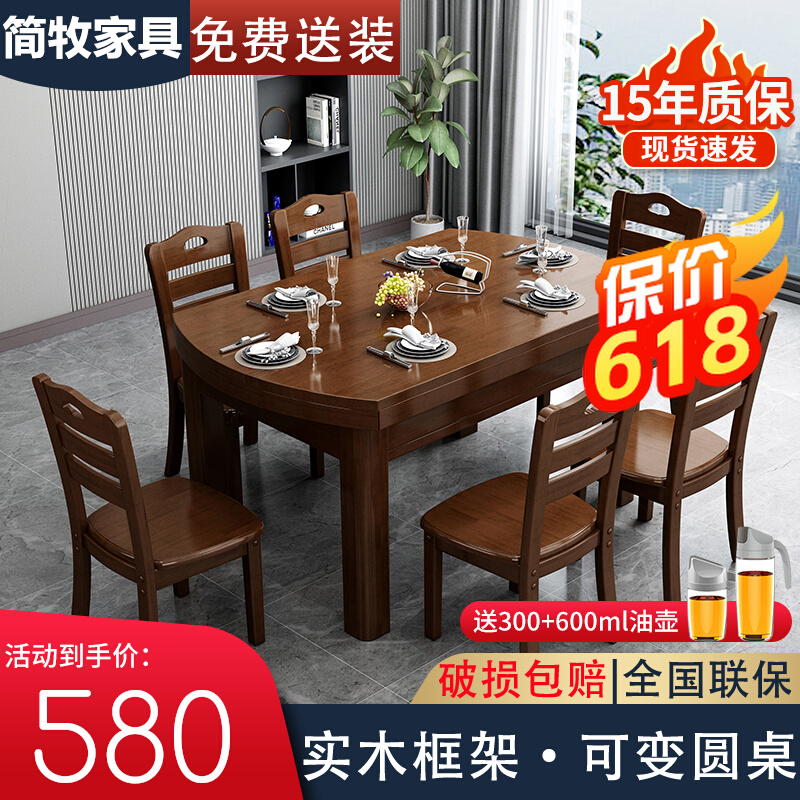 简牧家具 免费送装
15年质保
现货速发
CHANEL
保价
618
送300+600ml油壶
活动到手价:
580
破损包赔 全国联保
实木框架·可变圆桌